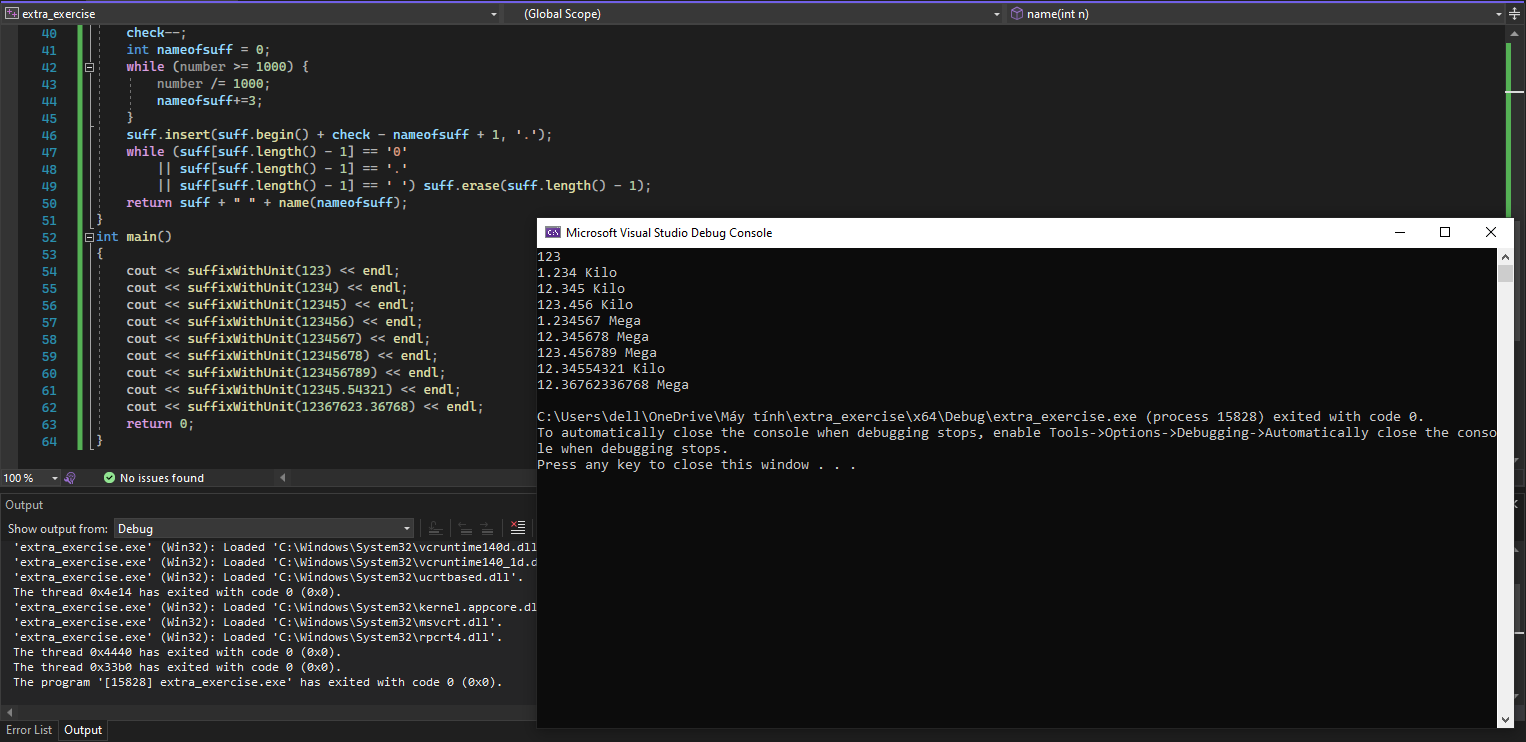 extra_exercise (Global Scope) name(int n)
40 check--;
41 int nameofsuff = 0;
42 while (number >= 1000) {
43 number /= 1000;
44 nameofsuff+=3;
45 }
46 suff.insert(suff.begin() + check - nameofsuff + 1, '.');
47 while (suff[suff.length() - 1] == '0'
48 || suff[suff.length() - 1] == '.'
49 || suff[suff.length() - 1] == ' ') suff.erase(suff.length() - 1);
50 return suff + " " + name(nameofsuff);
51 }
52 int main()
53 {
54 cout << suffixWithUnit(123) << endl;
55 cout << suffixWithUnit(1234) << endl;
56 cout << suffixWithUnit(12345) << endl;
57 cout << suffixWithUnit(123456) << endl;
58 cout << suffixWithUnit(1234567) << endl;
59 cout << suffixWithUnit(12345678) << endl;
60 cout << suffixWithUnit(123456789) << endl;
61 cout << suffixWithUnit(12345.54321) << endl;
62 cout << suffixWithUnit(12367623.36768) << endl;
63 return 0;
64 }
100 % No issues found
Output
Show output from: Debug
'extra_exercise.exe' (Win32): Loaded 'C:\Windows\System32\vcruntime140d.dll
'extra_exercise.exe' (Win32): Loaded 'C:\Windows\System32\vcruntime140_1d.d
'extra_exercise.exe' (Win32): Loaded 'C:\Windows\System32\ucrtbased.dll'.
The thread 0x4e14 has exited with code 0 (0x0).
'extra_exercise.exe' (Win32): Loaded 'C:\Windows\System32\kernel.appcore.dl
'extra_exercise.exe' (Win32): Loaded 'C:\Windows\System32\msvcrt.dll'.
'extra_exercise.exe' (Win32): Loaded 'C:\Windows\System32\rpcrt4.dll'.
The thread 0x4440 has exited with code 0 (0x0).
The thread 0x33b0 has exited with code 0 (0x0).
The program '[15828] extra_exercise.exe' has exited with code 0 (0x0).
Error List Output
Microsoft Visual Studio Debug Console
123
1.234 Kilo
12.345 Kilo
123.456 Kilo
1.234567 Mega
12.345678 Mega
123.456789 Mega
12.34554321 Kilo
12.36762336768 Mega
C:\Users\dell\OneDrive\Máy tính\extra_exercise\x64\Debug\extra_exercise.exe (process 15828) exited with code 0.
To automatically close the console when debugging stops, enable Tools->Options->Debugging->Automatically close the conso
le when debugging stops.
Press any key to close this window . . .